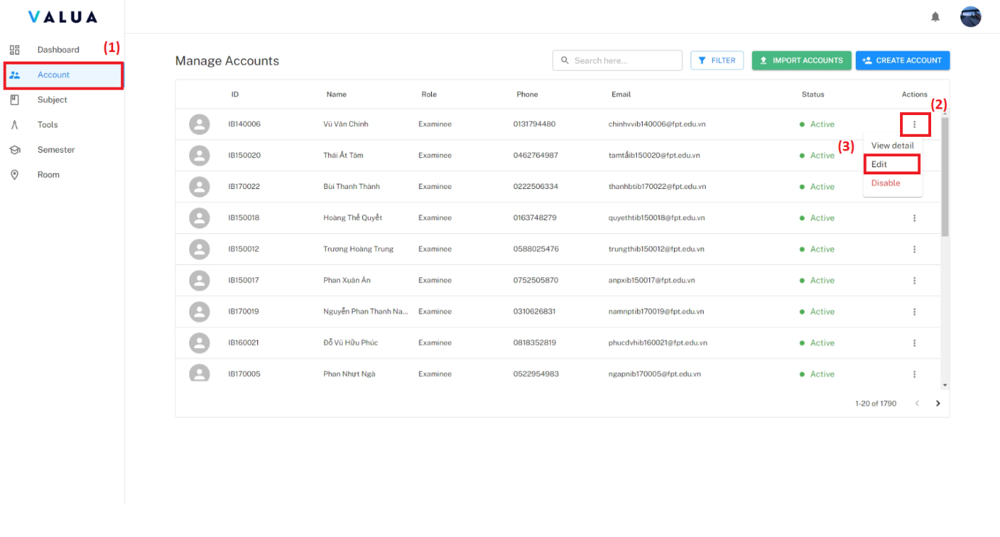 VALUA
Dashboard
(1)
Account
Subject
Tools
Semester
Room
Manage Accounts
Search here...
FILTER
IMPORT ACCOUNTS
CREATE ACCOUNT
ID Name Role Phone Email Status Actions
(2)
IB140006 Vũ Văn Chính Examinee 0131794480 chinhvvib140006@fpt.edu.vn Active
(3)
View detail
Edit
Disable
IB150020 Thái Ất Tâm Examinee 0462764987 tamtấib150020@fpt.edu.vn Active
IB170022 Bùi Thanh Thành Examinee 0222506334 thanhbtib170022@fpt.edu.vn Active
IB150018 Hoàng Thế Quyết Examinee 0163748279 quyethtib150018@fpt.edu.vn Active
IB150012 Trương Hoàng Trung Examinee 0588025476 trungthib150012@fpt.edu.vn Active
IB150017 Phan Xuân Ân Examinee 0752505870 anpxib150017@fpt.edu.vn Active
IB170019 Nguyễn Phan Thanh Na... Examinee 0310626831 namnptib170019@fpt.edu.vn Active
IB160021 Đỗ Vũ Hữu Phúc Examinee 0818352819 phucđvhib160021@fpt.edu.vn Active
IB170005 Phan Nhựt Ngà Examinee 0522954983 ngapnib170005@fpt.edu.vn Active
1-20 of 1790